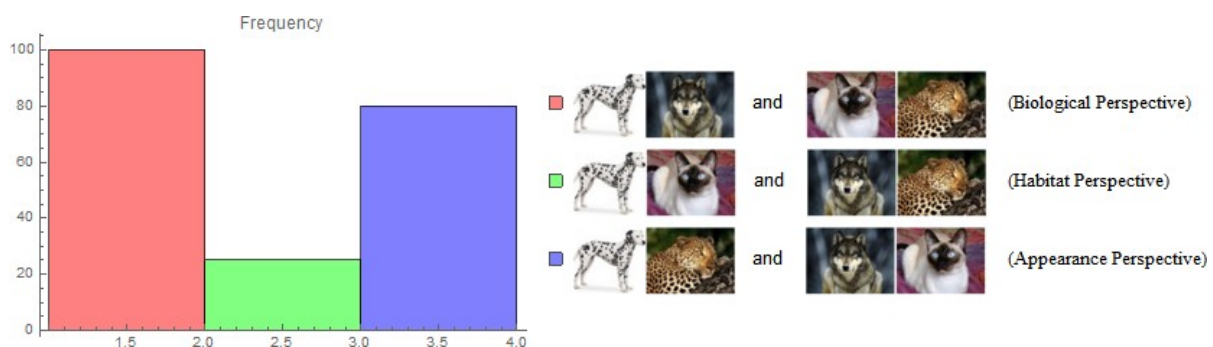 Frequency
100
80
60
40
20
0
1.5 2.0 2.5 3.0 3.5 4.0
and (Biological Perspective)
and (Habitat Perspective)
and (Appearance Perspective)